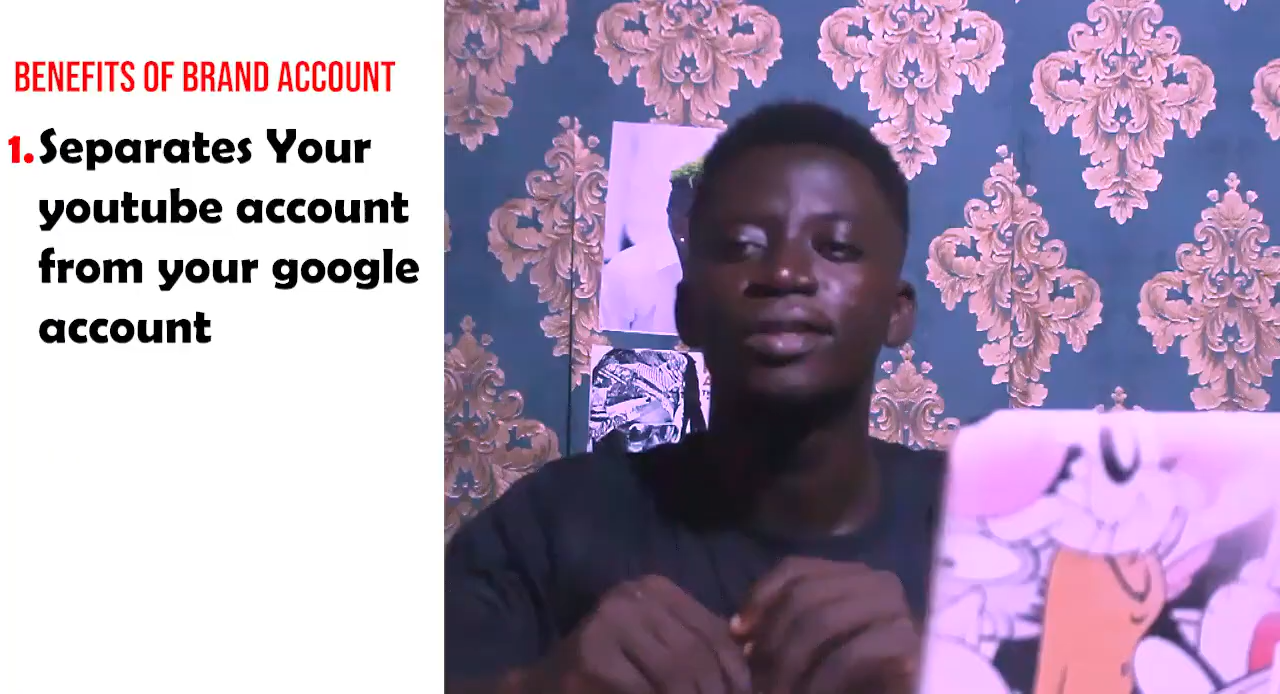 BENEFITS OF BRAND ACCOUNT
1. Separates Your
youtube account
from your google
account